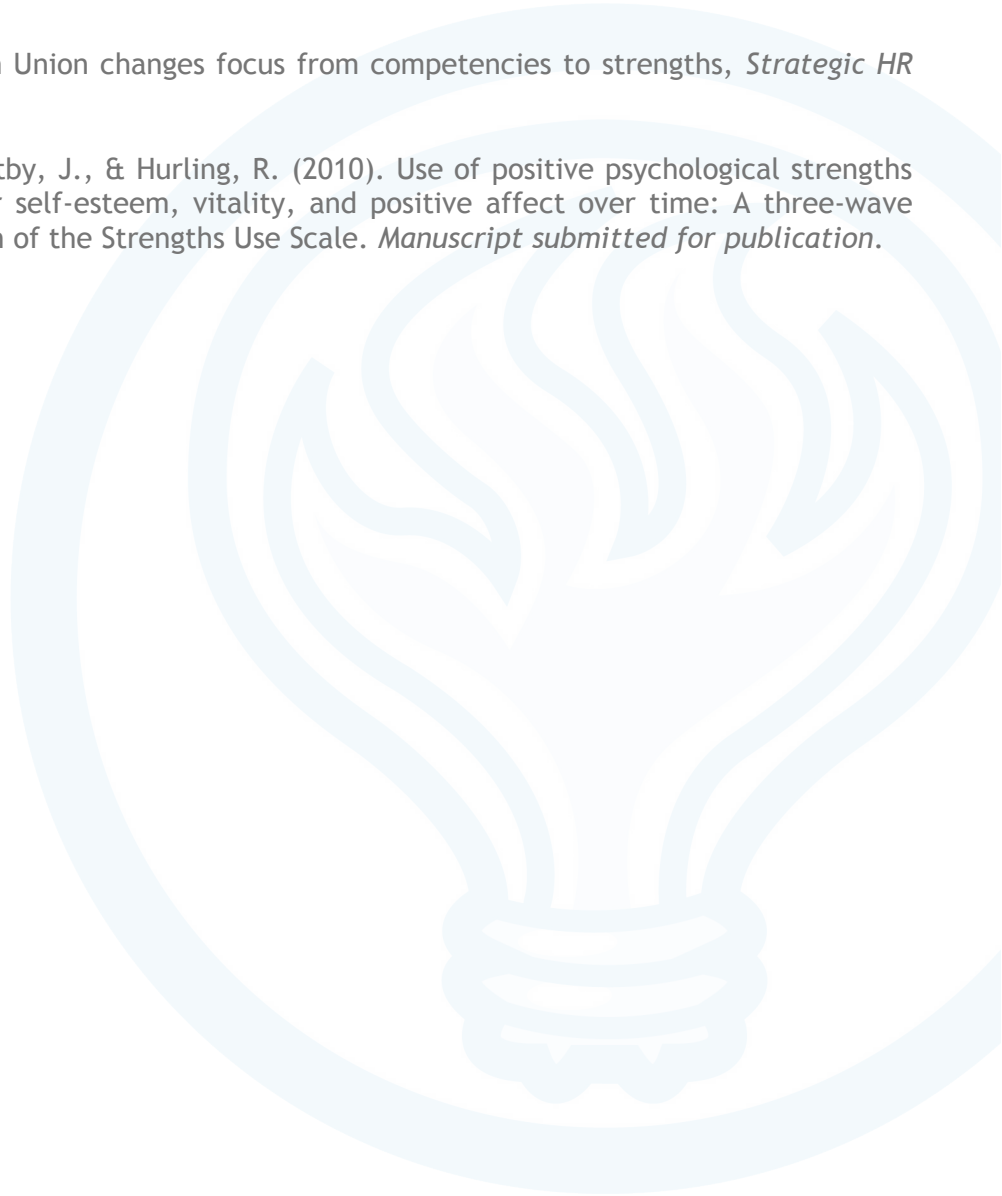 Union changes focus from competencies to strengths, Strategic HR
tby, J., & Hurling, R. (2010). Use of positive psychological strengths
self-esteem, vitality, and positive affect over time: A three-wave
of the Strengths Use Scale. Manuscript submitted for publication.